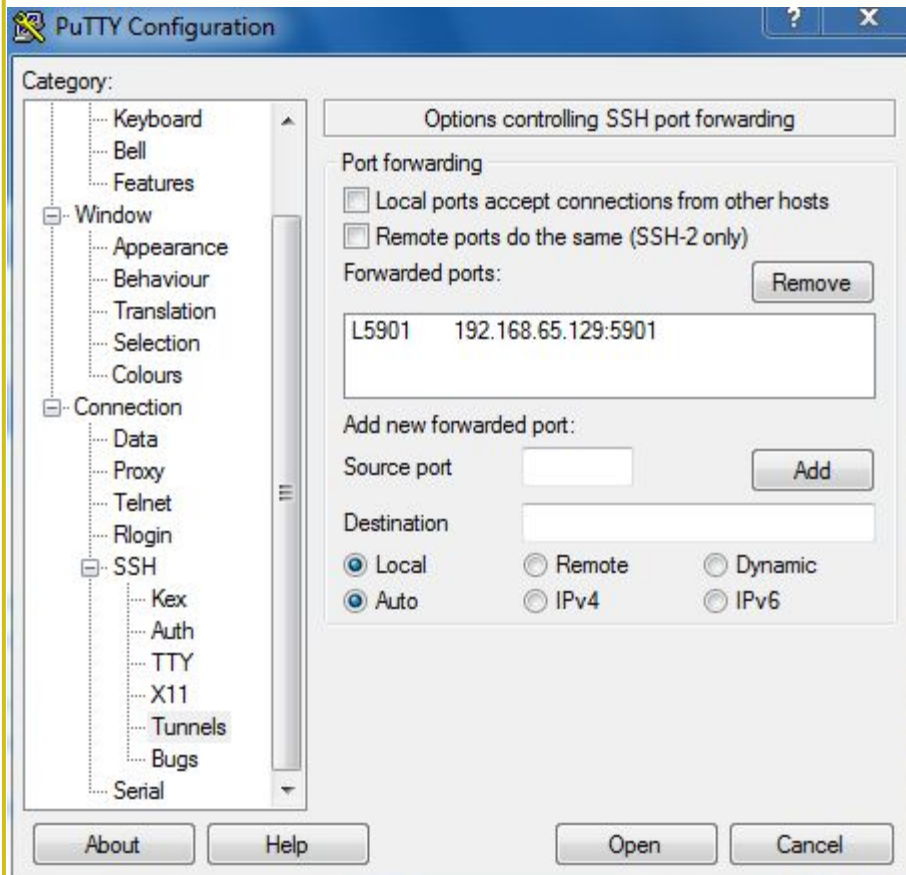 PuTTY Configuration
? x
Category:
Keyboard
Bell
Features
Window
Appearance
Behaviour
Translation
Selection
Colours
Connection
Data
Proxy
Telnet
Rlogin
SSH
Kex
Auth
TTY
X11
Tunnels
Bugs
Serial
Options controlling SSH port forwarding
Port forwarding
Local ports accept connections from other hosts
Remote ports do the same (SSH-2 only)
Forwarded ports:
Remove
L5901 192.168.65.129:5901
Add new forwarded port:
Source port
Add
Destination
Local Remote Dynamic
Auto IPv4 IPv6
About Help Open Cancel